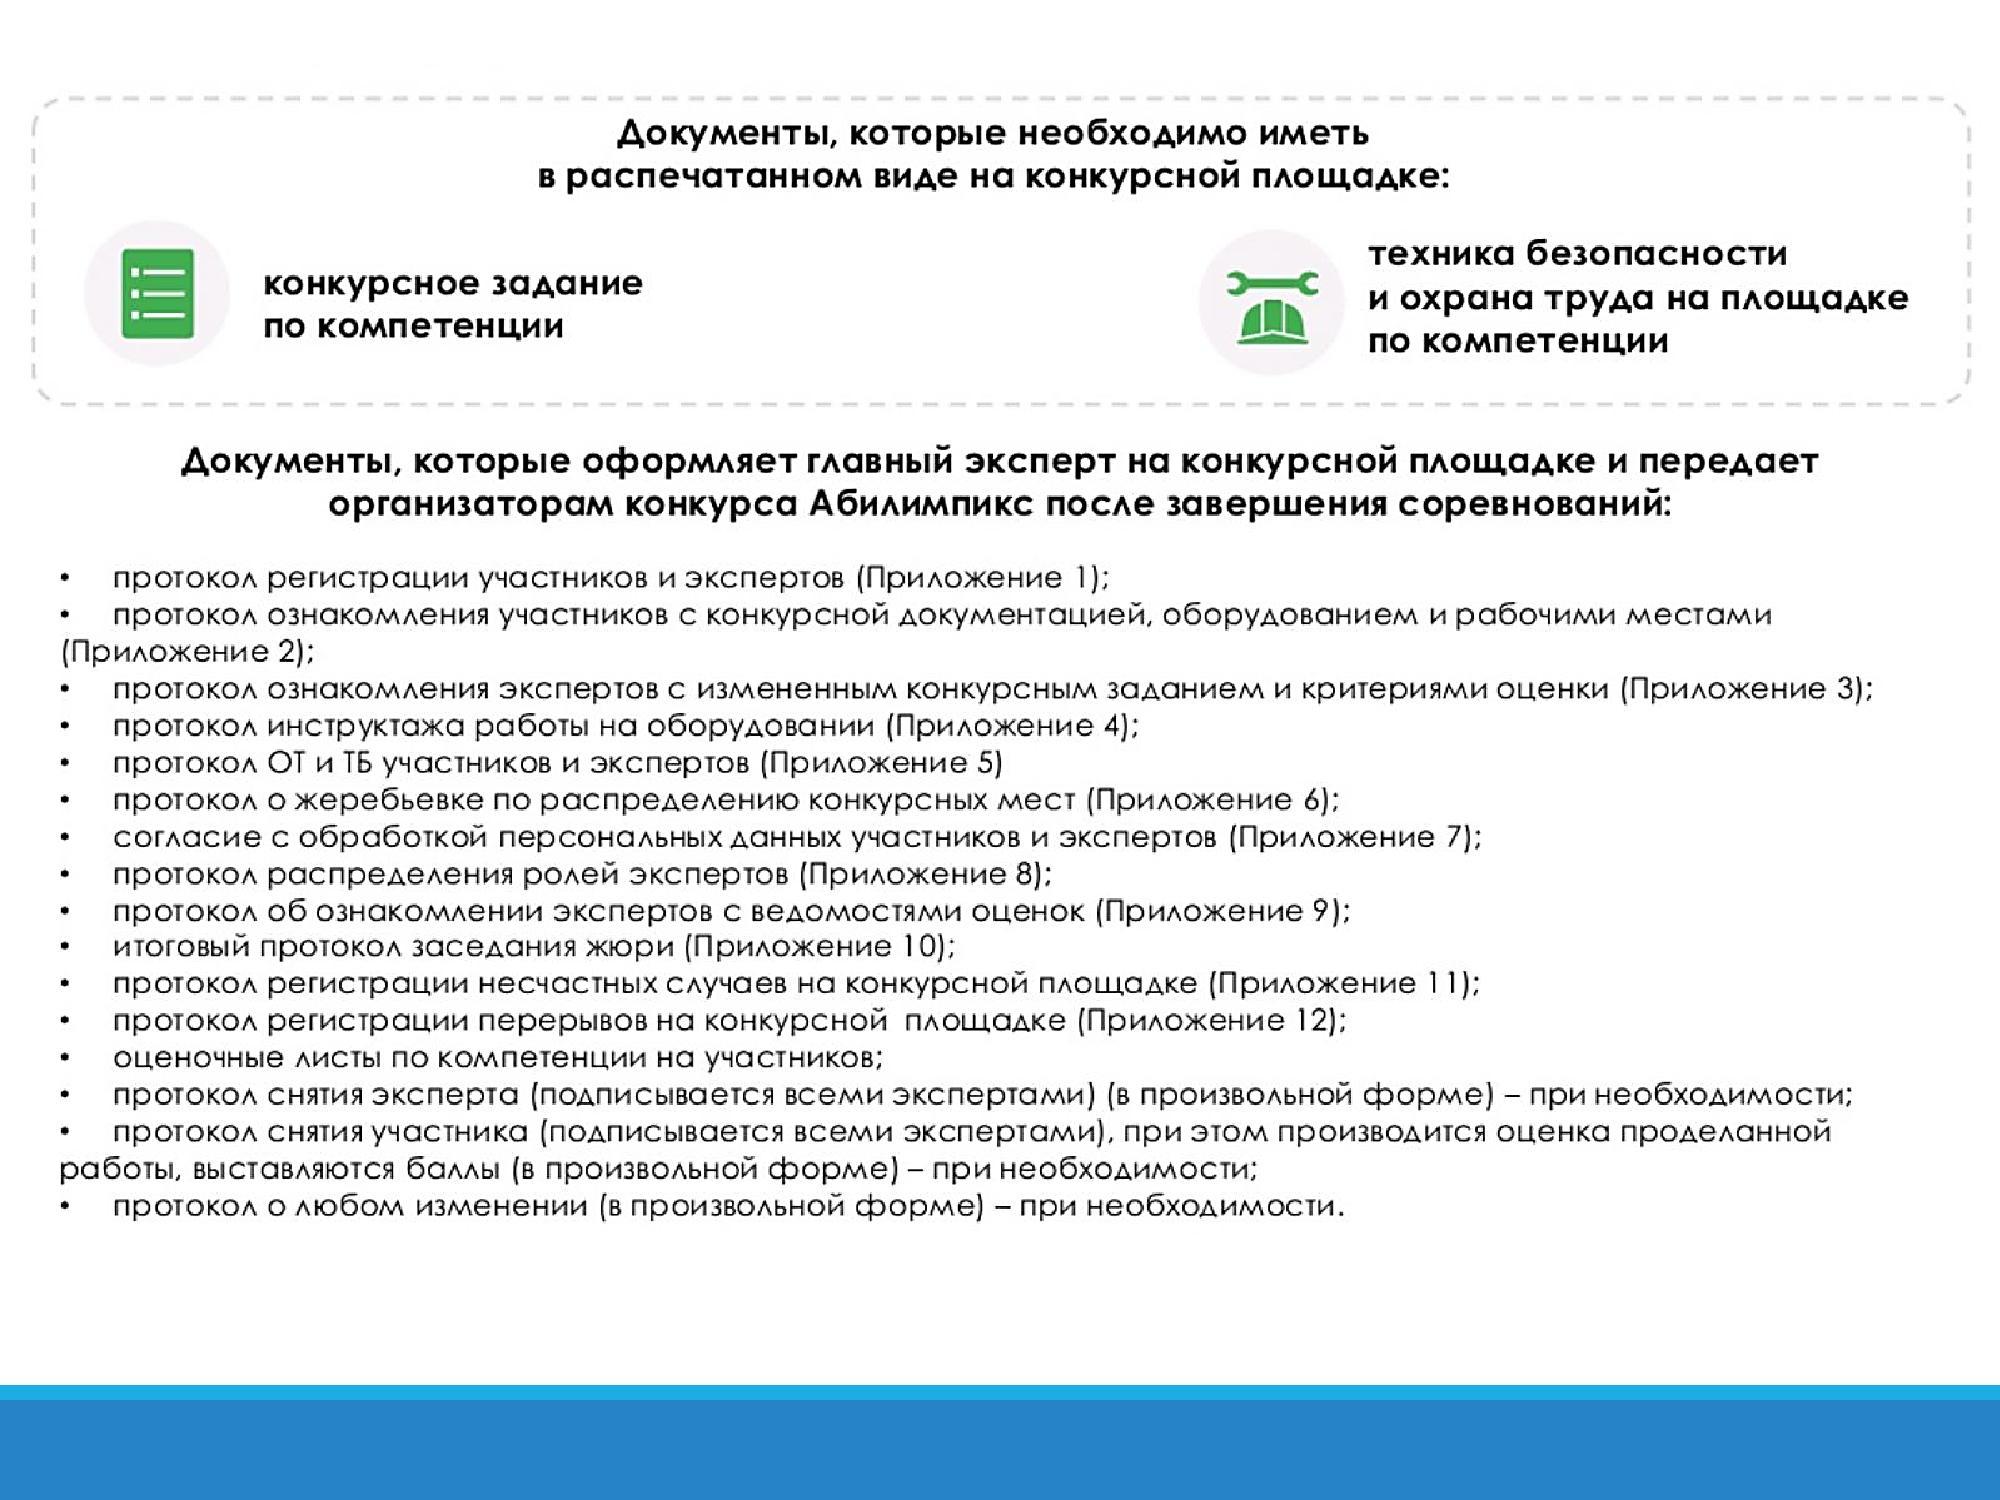 Документы, которые необходимо иметь
в распечатанном виде на конкурсной площадке:
конкурсное задание
по компетенции
техника безопасности
и охрана труда на площадке
по компетенции
Документы, которые оформляет главный эксперт на конкурсной площадке и передает
организаторам конкурса Абилимпикс после завершения соревнований:
• протокол регистрации участников и экспертов (Приложение 1);
• протокол ознакомления участников с конкурсной документацией, оборудованием и рабочими местами
(Приложение 2);
• протокол ознакомления экспертов с измененным конкурсным заданием и критериями оценки (Приложение 3);
• протокол инструктажа работы на оборудовании (Приложение 4);
• протокол ОТ и ТБ участников и экспертов (Приложение 5)
• протокол о жеребьевке по распределению конкурсных мест (Приложение 6);
• согласие с обработкой персональных данных участников и экспертов (Приложение 7);
• протокол распределения ролей экспертов (Приложение 8);
• протокол об ознакомлении экспертов с ведомостями оценок (Приложение 9);
• итоговый протокол заседания жюри (Приложение 10);
• протокол регистрации несчастных случаев на конкурсной площадке (Приложение 11);
• протокол регистрации перерывов на конкурсной площадке (Приложение 12);
• оценочные листы по компетенции на участников;
• протокол снятия эксперта (подписывается всеми экспертами) (в произвольной форме) – при необходимости;
• протокол снятия участника (подписывается всеми экспертами), при этом производится оценка проделанной
работы, выставляются баллы (в произвольной форме) – при необходимости;
• протокол о любом изменении (в произвольной форме) – при необходимости.